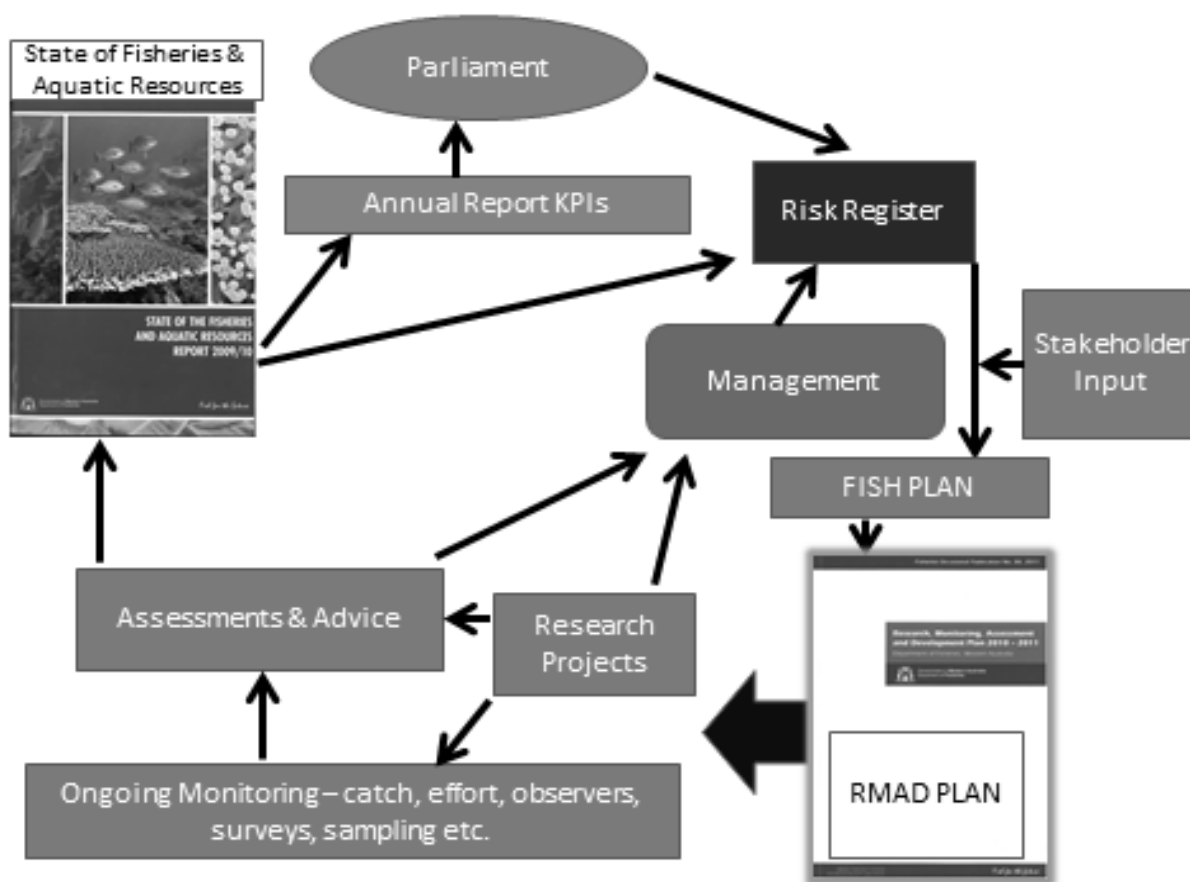 State of Fisheries &
Aquatic Resources
STATE OF THE FISHERIES
AND AQUATIC RESOURCES
REPORT 2009/10
Parliament
Annual Report KPIs
Risk Register
Management
Stakeholder
Input
FISH PLAN
Assessments & Advice
Research
Projects
Ongoing Monitoring – catch, effort, observers,
surveys, sampling etc.
Research, Monitoring, Assessment
and Development Plan 2010 – 2011
RMAD PLAN